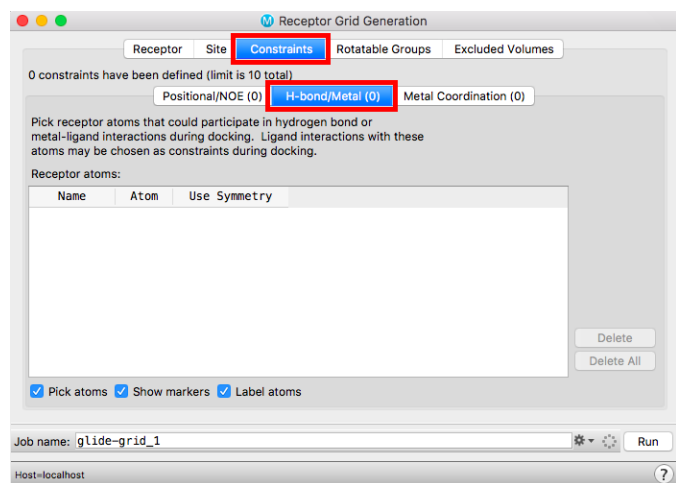 Receptor Grid Generation
Receptor Site Constraints Rotatable Groups Excluded Volumes
0 constraints have been defined (limit is 10 total)
Positional/NOE (0) H-bond/Metal (0) Metal Coordination (0)
Pick receptor atoms that could participate in hydrogen bond or
metal-ligand interactions during docking. Ligand interactions with these
atoms may be chosen as constraints during docking.
Receptor atoms:
Name Atom Use Symmetry
Delete
Delete All
Pick atoms Show markers Label atoms
Job name: glide-grid_1 Run
Host=localhost ?